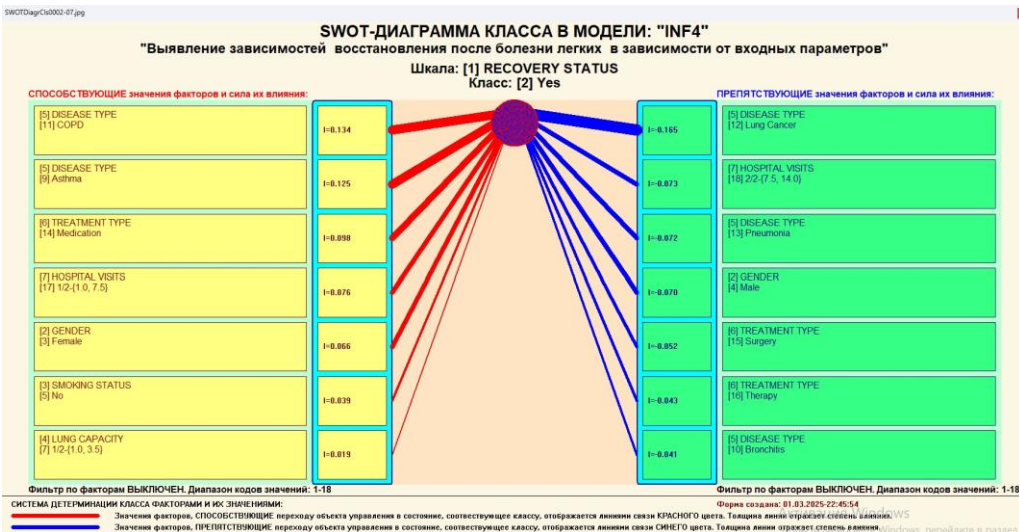 SWOTDiagrCls0002-07.jpg
SWOT-ДИАГРАММА КЛАССА В МОДЕЛИ: "INF4"
"Выявление зависимостей восстановления после болезни легких в зависимости от входных параметров"
Шкала: [1] RECOVERY STATUS
Класс: [2] Yes
СПОСОБСТВУЮЩИЕ значения факторов и сила их влияния:
ПРЕПЯТСТВУЮЩИЕ значения факторов и сила их влияния:
[5] DISEASE TYPE
[11] COPD
I=0.134
I=-0.165
[5] DISEASE TYPE
[12] Lung Cancer
[5] DISEASE TYPE
[9] Asthma
I=0.125
I=-0.073
[7] HOSPITAL VISITS
[18] 2/2-{7.5, 14.0}
[6] TREATMENT TYPE
[14] Medication
I=0.098
I=-0.072
[5] DISEASE TYPE
[13] Pneumonia
[7] HOSPITAL VISITS
[17] 1/2-{1.0, 7.5}
I=0.076
I=-0.070
[2] GENDER
[4] Male
[2] GENDER
[3] Female
I=0.066
I=-0.052
[6] TREATMENT TYPE
[15] Surgery
[3] SMOKING STATUS
[5] No
I=0.039
I=-0.043
[6] TREATMENT TYPE
[16] Therapy
[4] LUNG CAPACITY
[7] 1/2-{1.0, 3.5}
I=0.019
I=-0.041
[5] DISEASE TYPE
[10] Bronchitis
Фильтр по факторам ВЫКЛЮЧЕН. Диапазон кодов значений: 1-18
Фильтр по факторам ВЫКЛЮЧЕН. Диапазон кодов значений: 1-18
СИСТЕМА ДЕТЕРМИНАЦИИ КЛАССА ФАКТОРАМИ И ИХ ЗНАЧЕНИЯМИ:
Форма создана: 01.03.2025-22:45:54
Значения факторов, СПОСОБСТВУЮЩИЕ переходу объекта управления в состояние, соотвествующее классу, отображается линиями связи КРАСНОГО цвета. Толщина линии отражает степень влияния.
Значения факторов, ПРЕПЯТСТВУЮЩИЕ переходу объекта управления в состояние, соотвествующее классу, отображается линиями связи СИНЕГО цвета. Толщина линии отражает степень влияния.
Windows